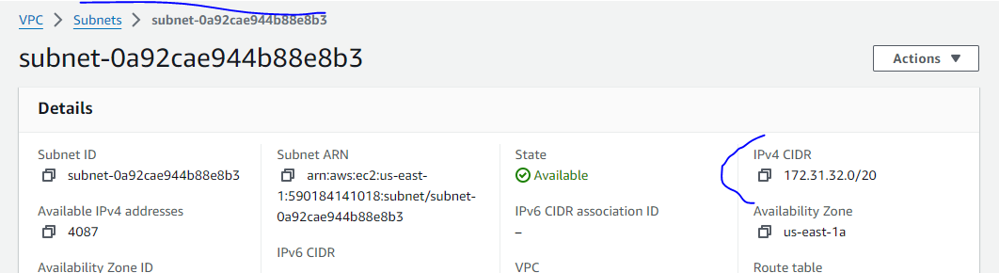 VPC > Subnets > subnet-0a92cae944b88e8b3
subnet-0a92cae944b88e8b3
Actions
Details
Subnet ID
subnet-0a92cae944b88e8b3
Subnet ARN
arn:aws:ec2:us-east-
1:590184141018:subnet/subnet-
0a92cae944b88e8b3
State
Available
IPv4 CIDR
172.31.32.0/20
Available IPv4 addresses
4087
IPv6 CIDR association ID
–
Availability Zone
us-east-1a
Availability Zone ID
IPv6 CIDR
VPC
Route table